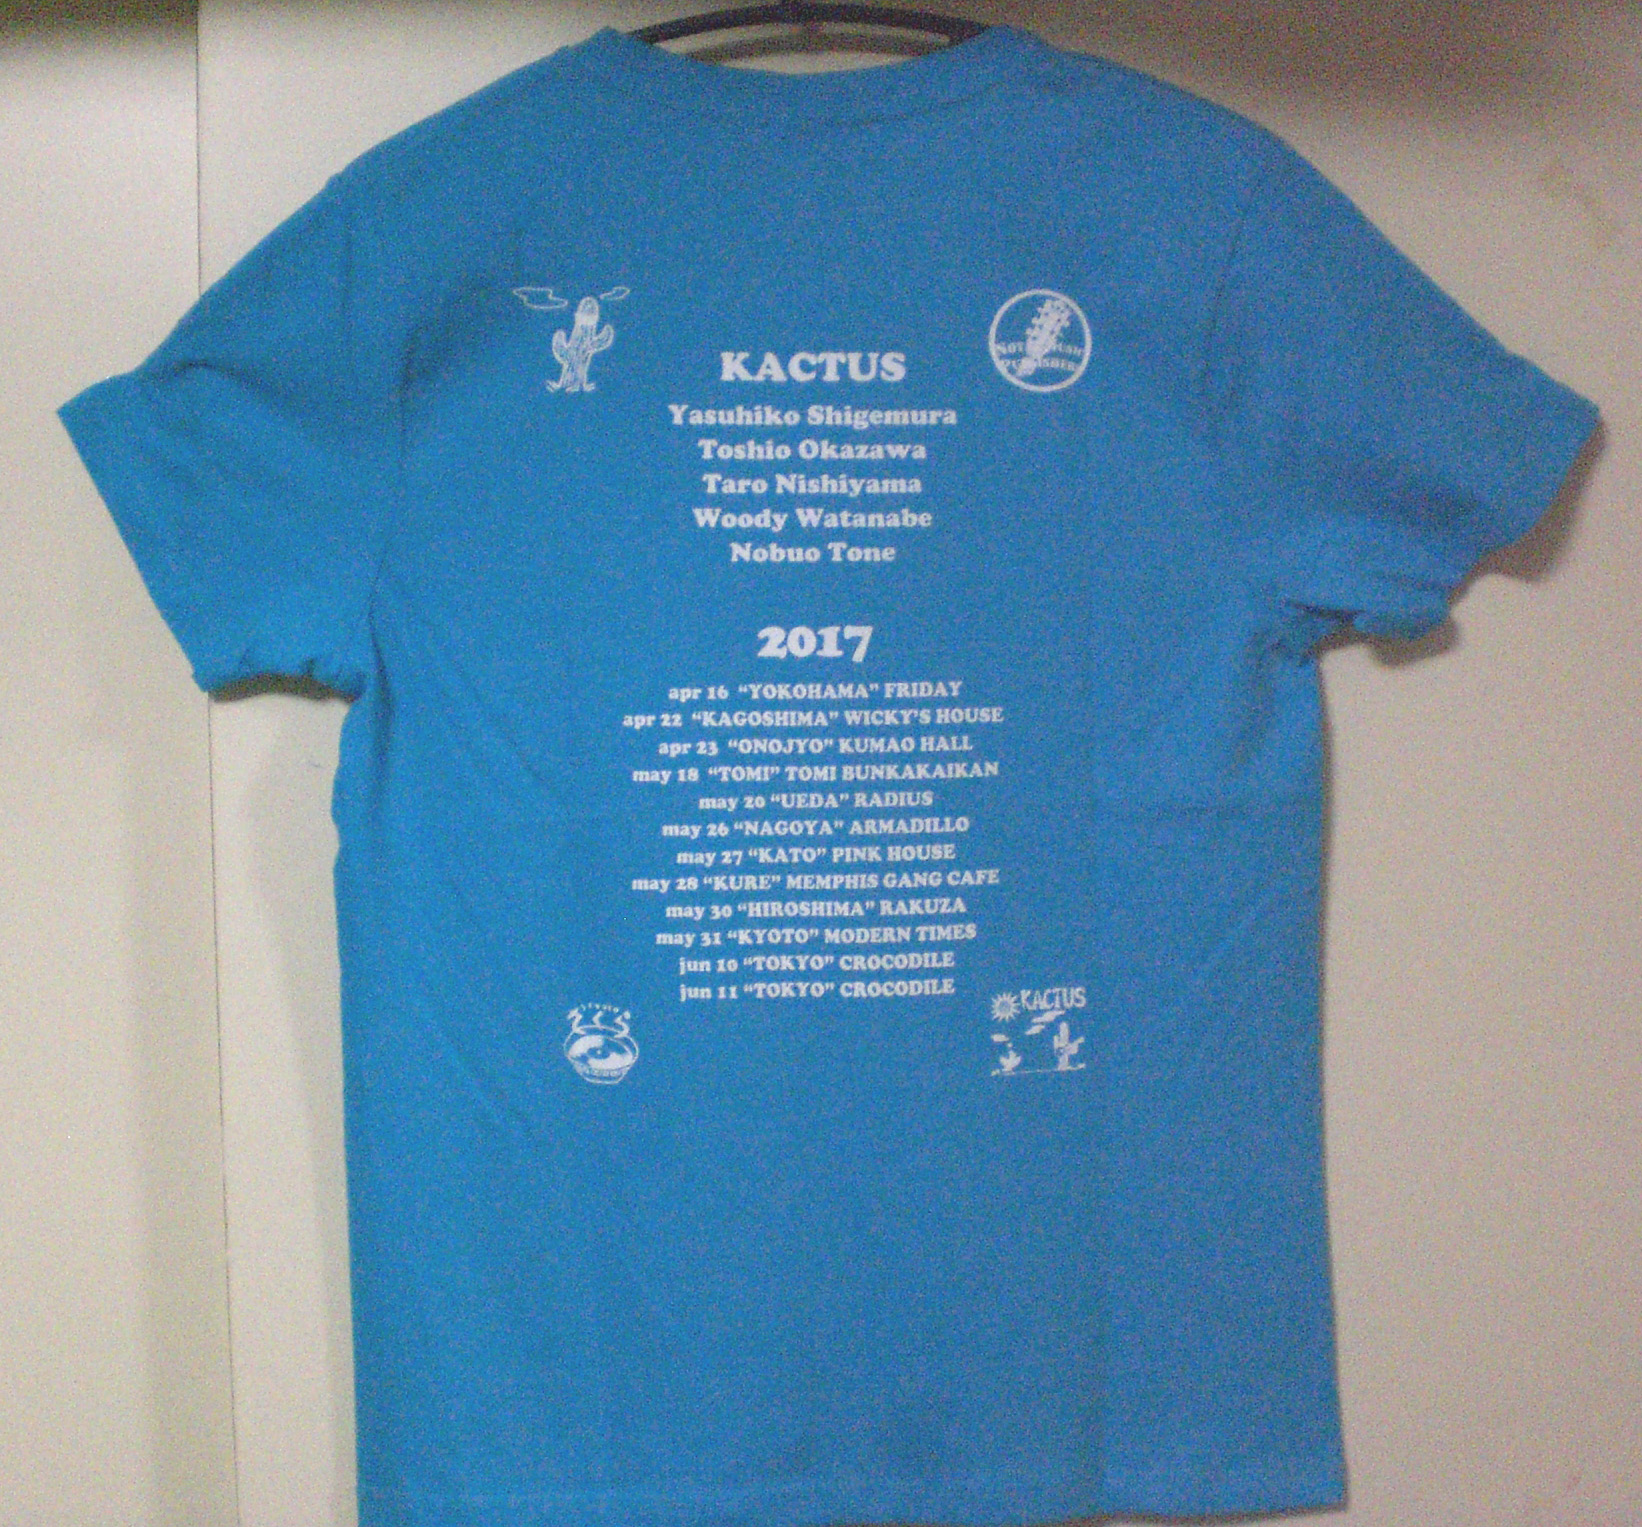 KACTUS
Yasuhiko Shigemura
Toshio Okazawa
Taro Nishiyama
Woody Watanabe
Nobuo Tone
2017
apr 16 “YOKOHAMA” FRIDAY
apr 22 “KAGOSHIMA” WICKY'S HOUSE
apr 23 “ONOJYO” KUMAO HALL
may 18 “TOMI” TOMI BUNKAKAIKAN
may 20 “UEDA” RADIUS
may 26 “NAGOYA” ARMADILLO
may 27 “KATO” PINK HOUSE
may 28 “KURE” MEMPHIS GANG CAFE
may 30 “HIROSHIMA” RAKUZA
may 31 “KYOTO” MODERN TIMES
jun 10 “TOKYO” CROCODILE
jun 11 “TOKYO” CROCODILE
KACTUS